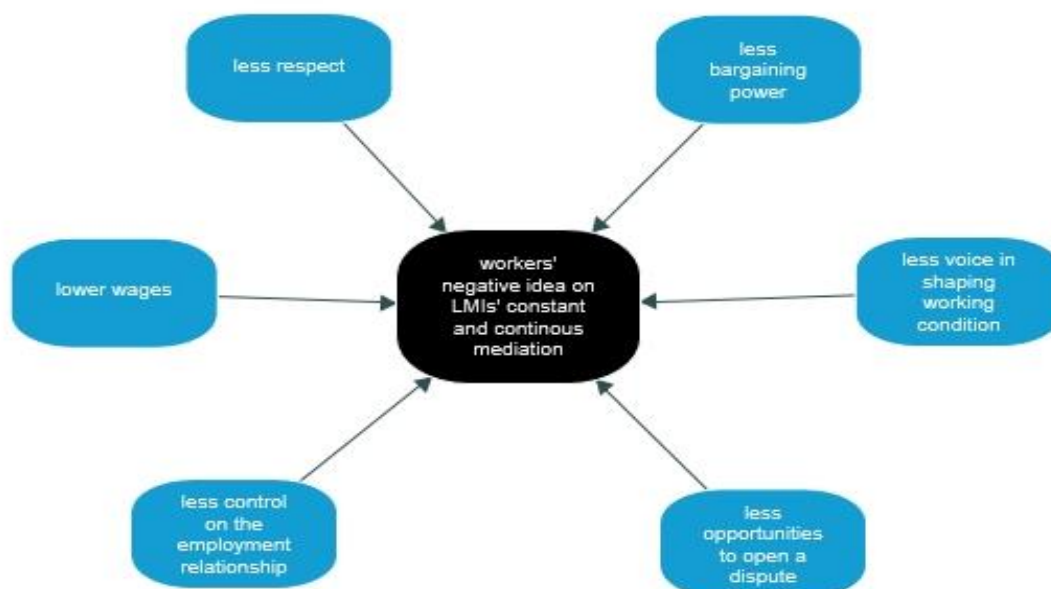 less respect
less
bargaining
power
workers'
negative idea on
LMIs' constant
and continous
mediation
lower wages
less voice in
shaping
working
condition
less control
on the
employment
relationship
less
opportunities
to open a
dispute